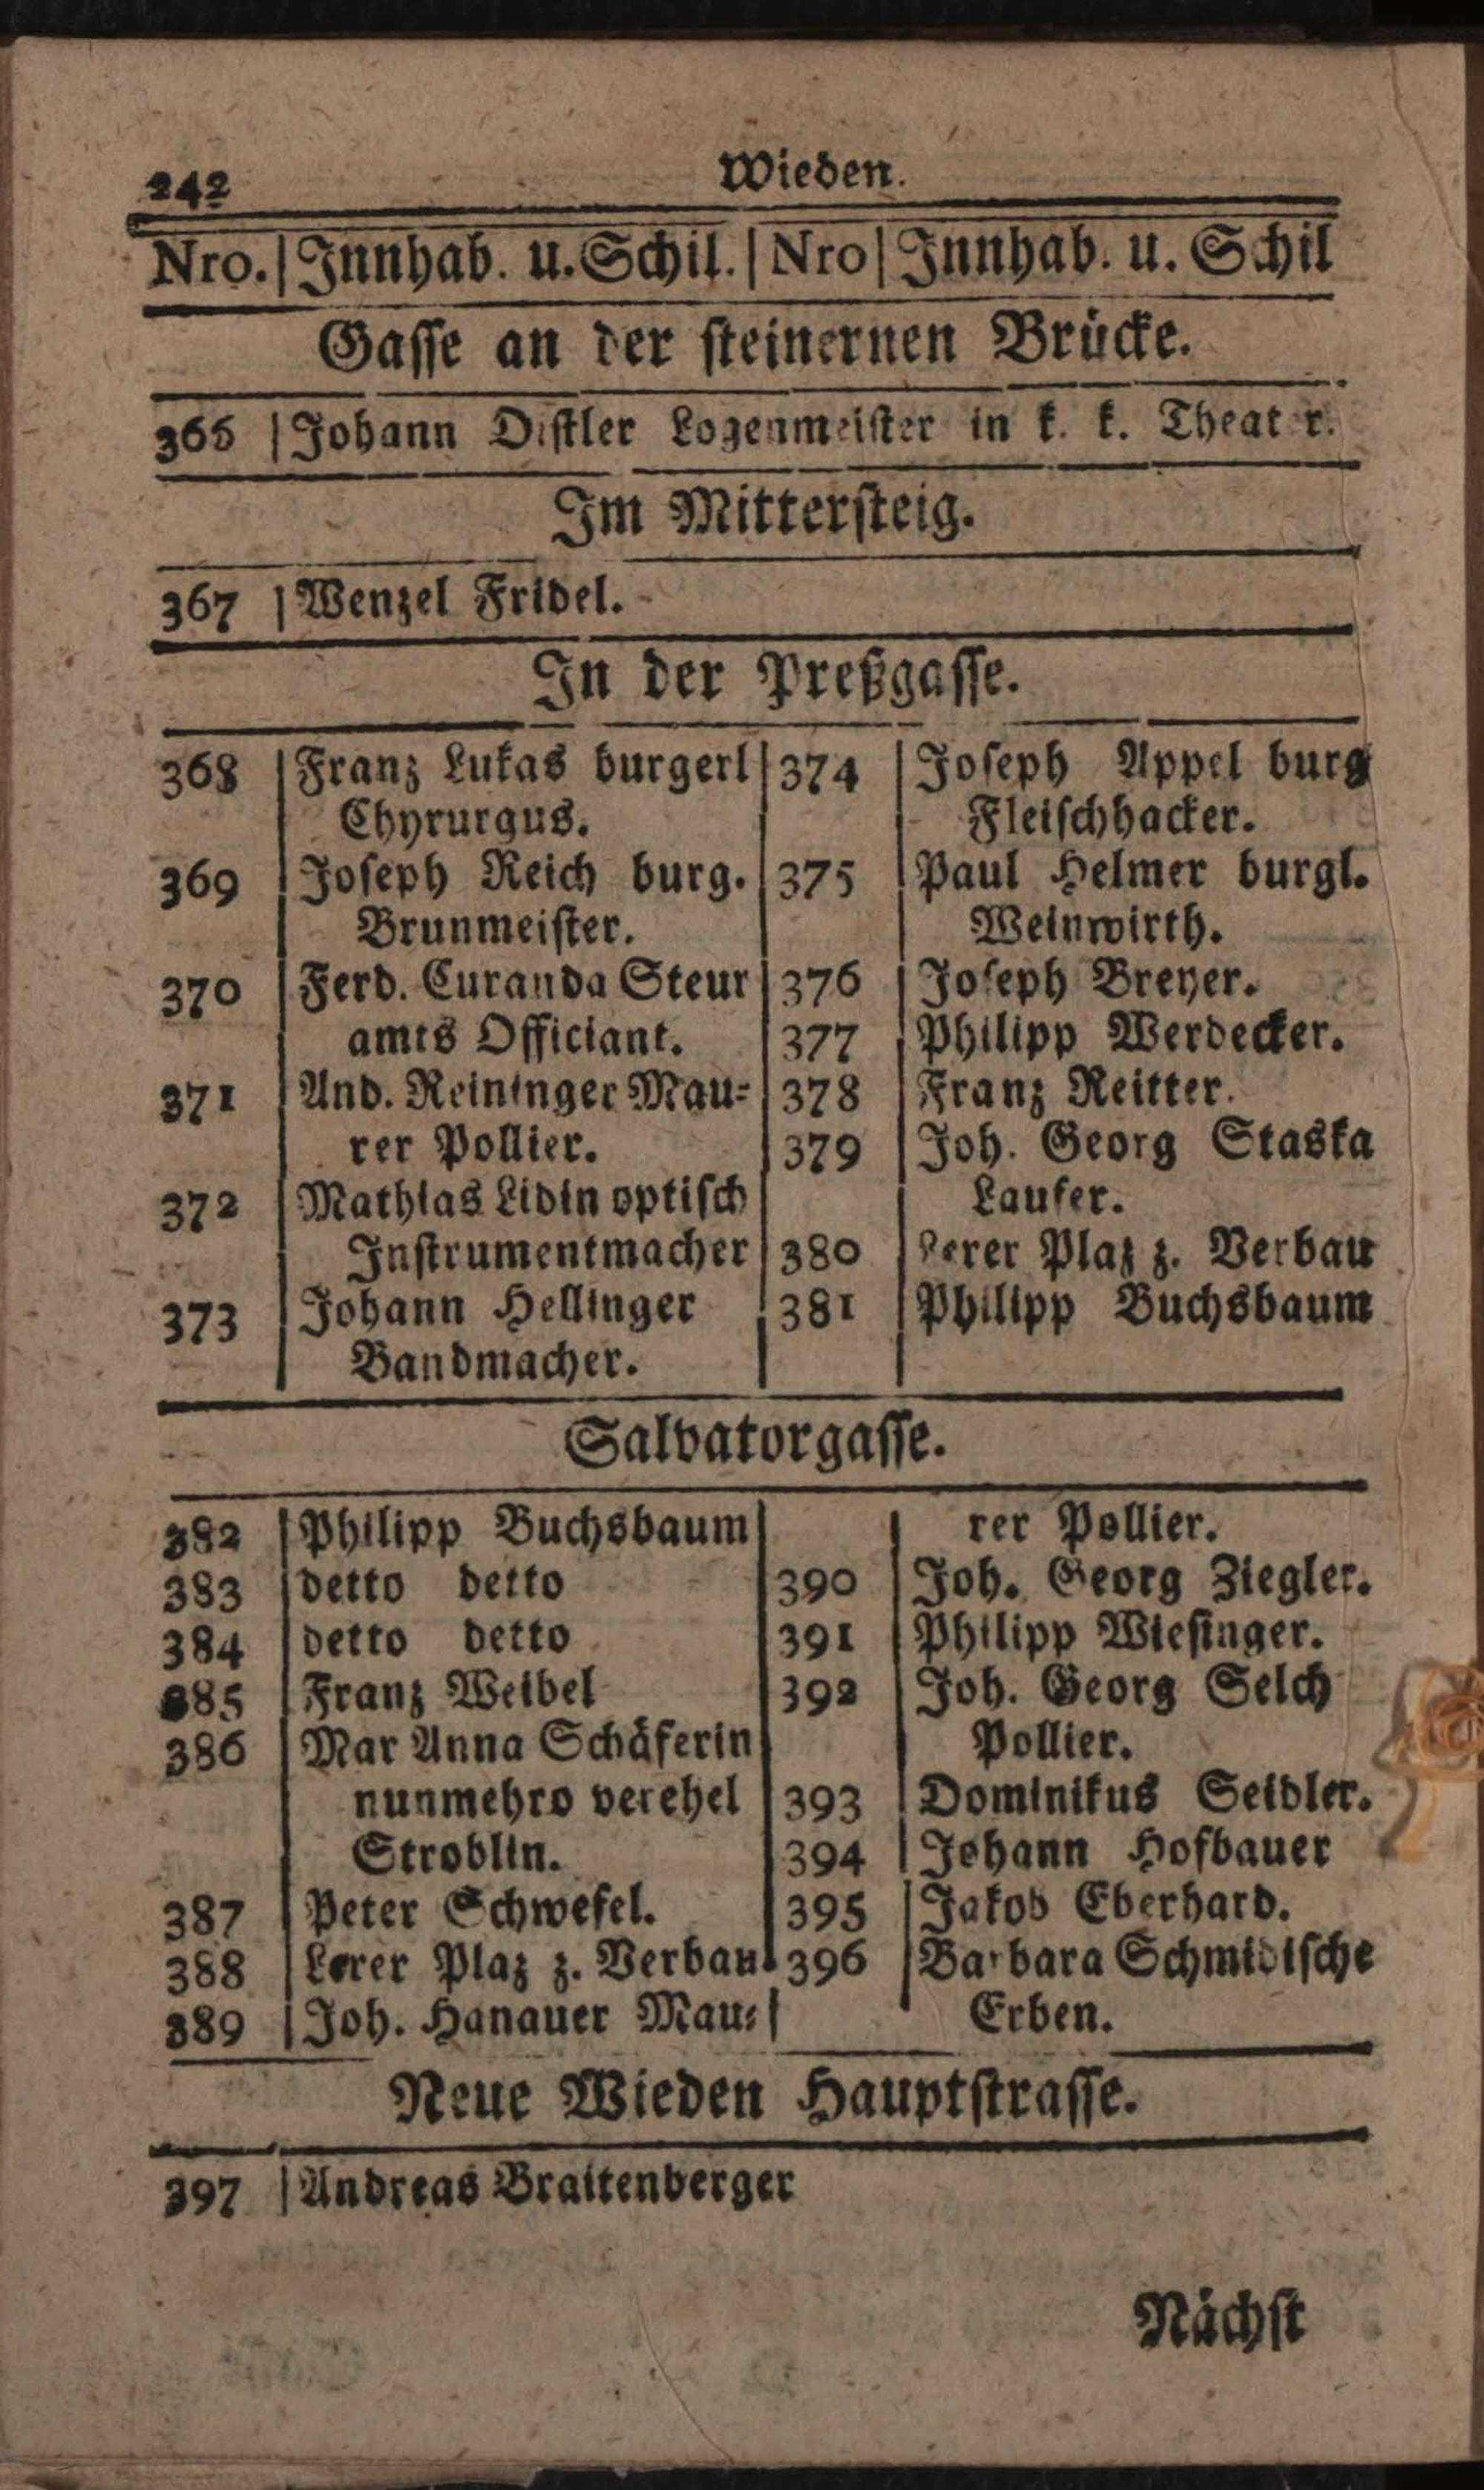 242 Wieden.
Nro. | Innhab. u. Schil. | Nro | Innhab. u. Schil
Gasse an der steinernen Brücke.
366 | Johann Distler Logenmeister in k. k. Theater.
Im Mittersteig.
367 | Wenzel Fridel.
In der Preßgasse.
368 | Franz Lukas burgerl
Chyrurgus.
369 | Joseph Reich burg.
Brunmeister.
370 | Ferd. Curanda Steur
amts Officiant.
371 | And. Reininger Mau=
rer Pollier.
372 | Mathias Lidin optisch
Instrumentmacher
373 | Johann Hellinger
Bandmacher.
374 | Joseph Appel burg
Fleischhacker.
375 | Paul Helmer burgl.
Weinwirth.
376 | Joseph Breyer.
377 | Philipp Werdecker.
378 | Franz Reitter.
379 | Joh. Georg Staska
Laufer.
380 | Lerer Plaz z. Verbau
381 | Philipp Buchsbaum
Salvatorgasse.
382 | Philipp Buchsbaum
383 | detto detto
384 | detto detto
385 | Franz Weibel
386 | Mar Anna Schäferin
nunmehro verehel
Stroblin.
387 | Peter Schwefel.
388 | Lerer Plaz z. Verbau
389 | Joh. Hanauer Mau=
rer Pollier.
390 | Joh. Georg Ziegler.
391 | Philipp Wiesinger.
392 | Joh. Georg Selch
Pollier.
393 | Dominikus Seidler.
394 | Johann Hofbauer
395 | Jakob Eberhard.
396 | Barbara Schmidische
Erben.
Neue Wieden Hauptstrasse.
397 | Andreas Braitenberger
Nächst